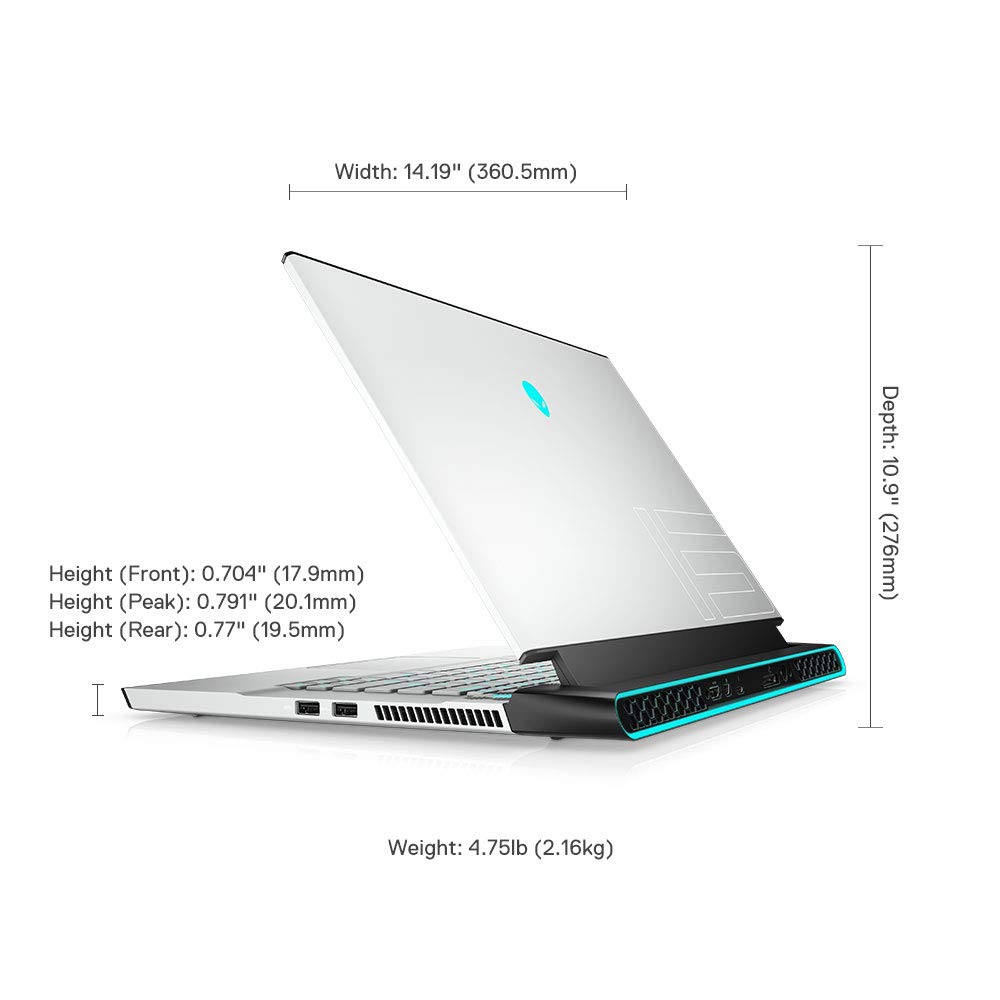 Width: 14.19" (360.5mm)
Depth: 10.9" (276mm)
15
Height (Front): 0.704" (17.9mm)
Height (Peak): 0.791" (20.1mm)
Height (Rear): 0.77" (19.5mm)
Weight: 4.75lb (2.16kg)